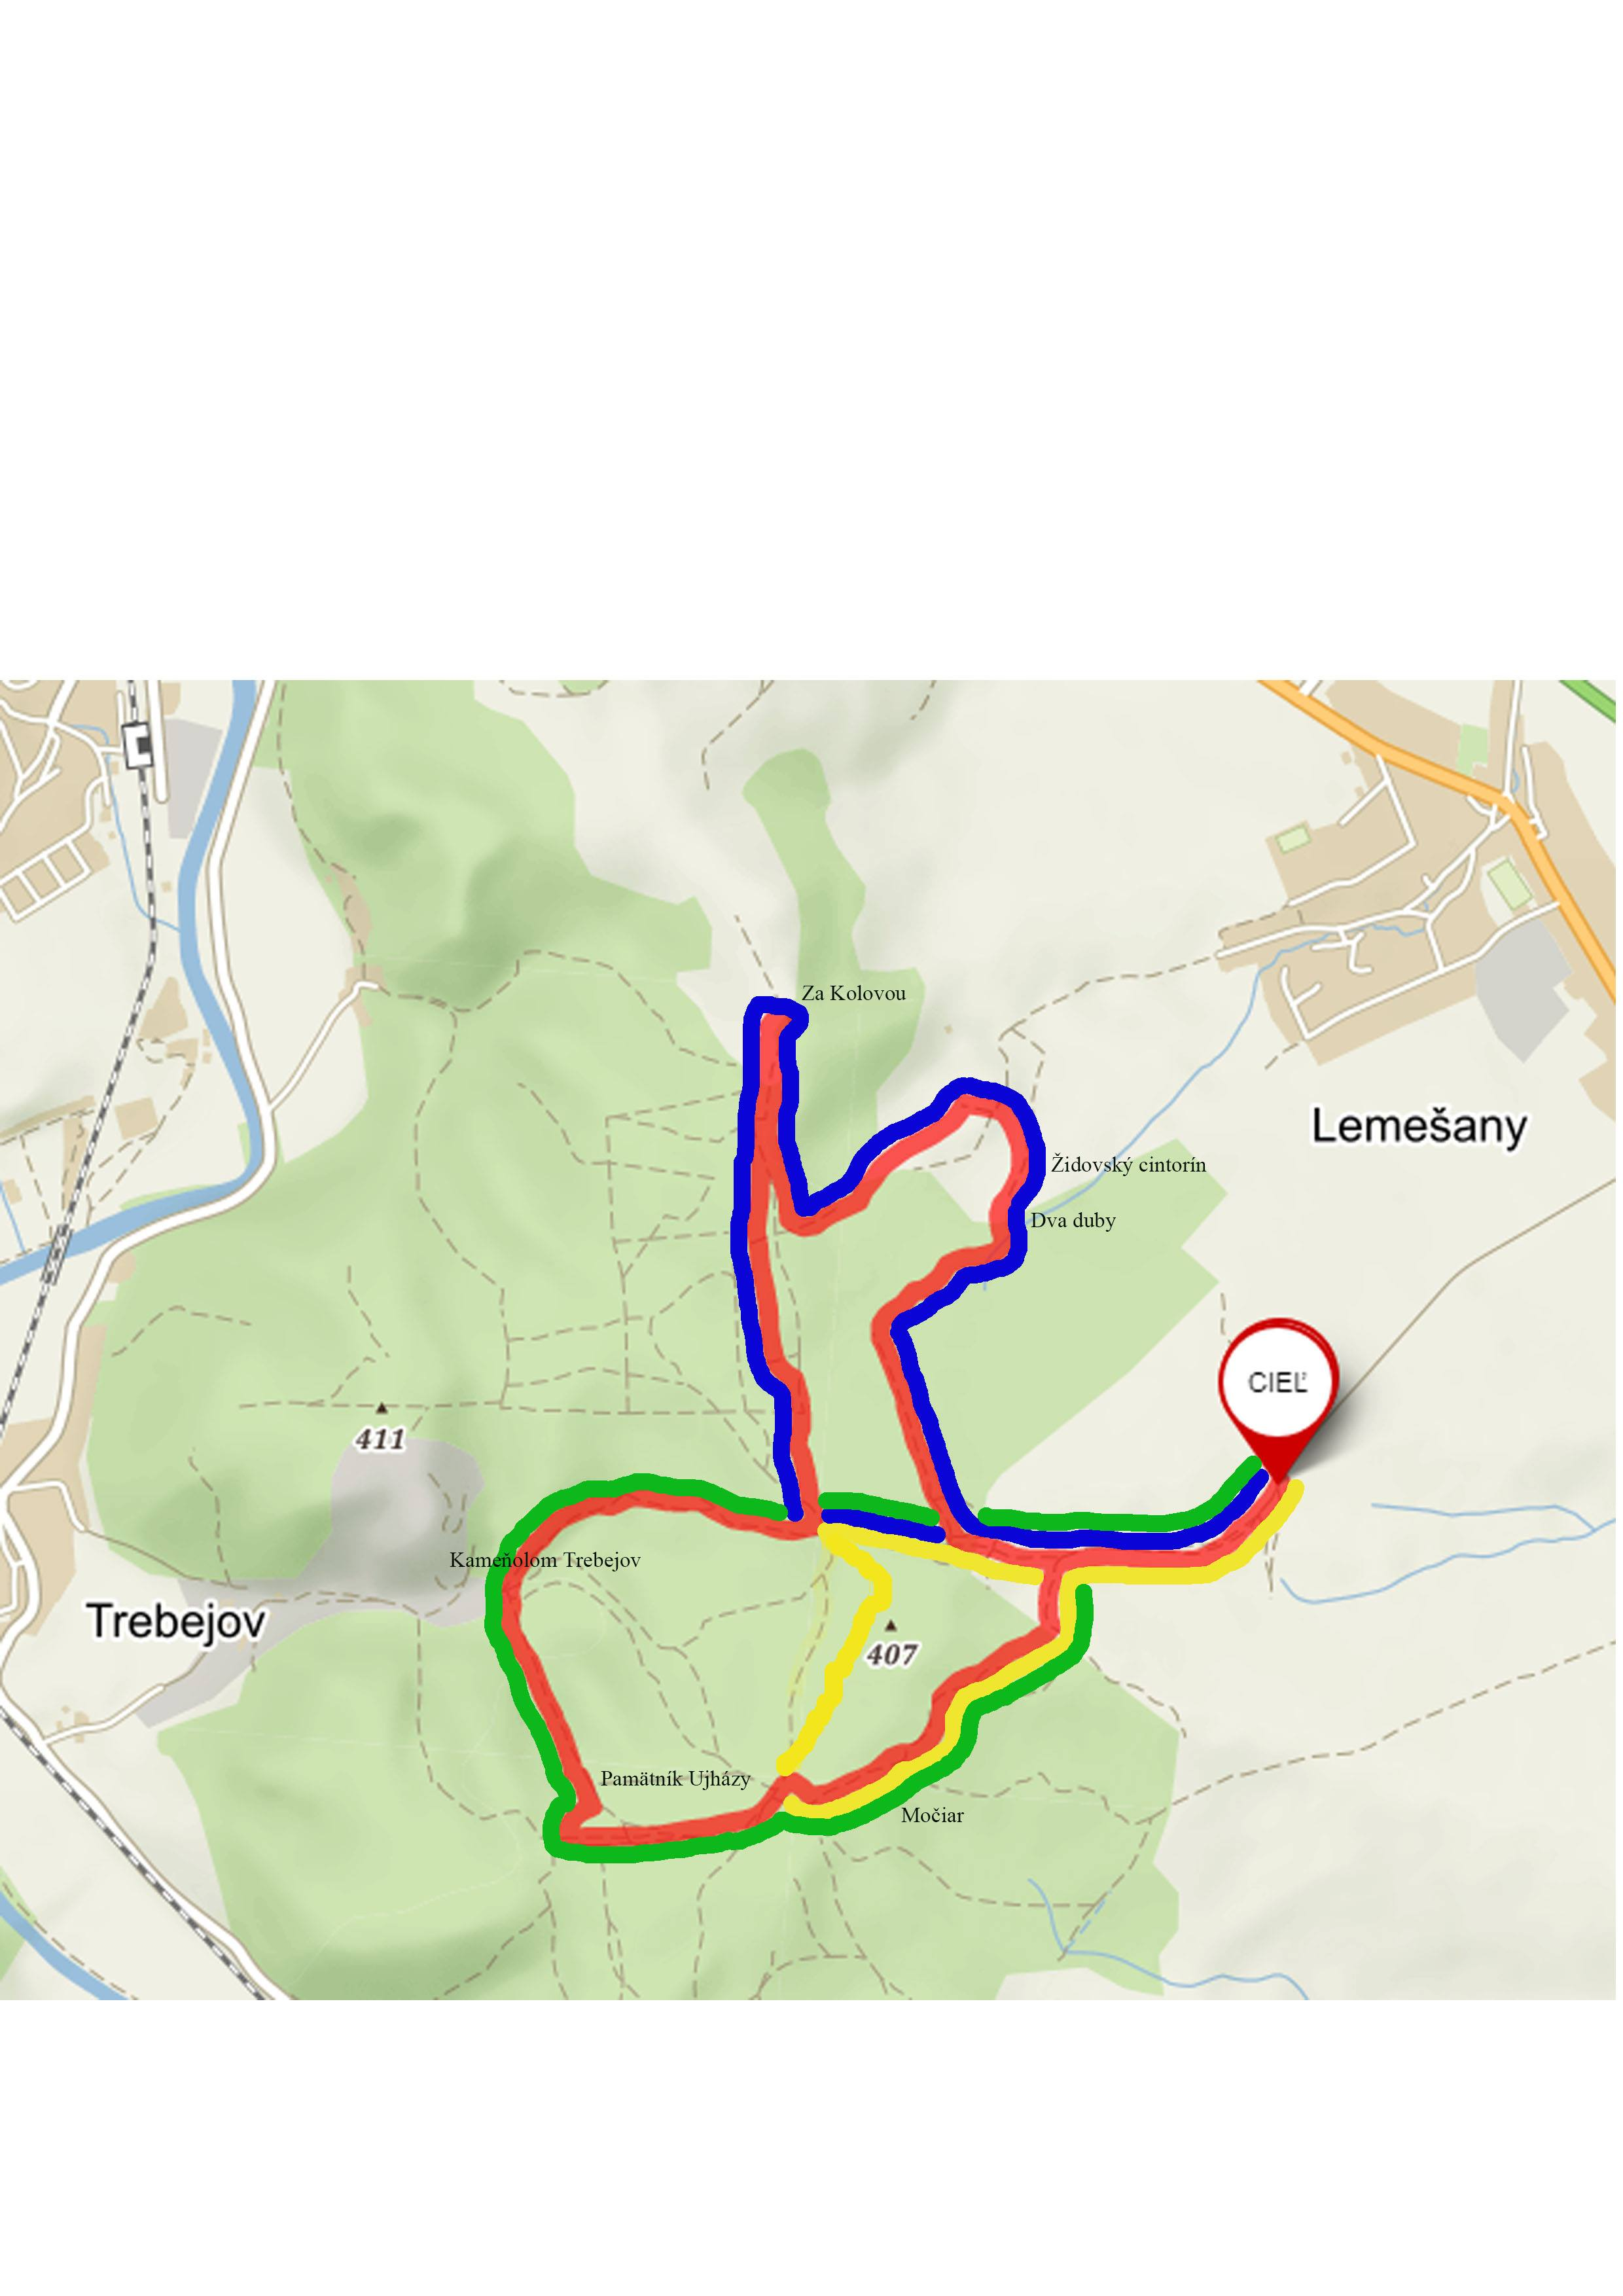 Za Kolovou
Lemešany
Židovský cintorín
Dva duby
CIEĽ
411
Kameňolom Trebejov
Trebejov
407
Pamätník Ujházy
Močiar